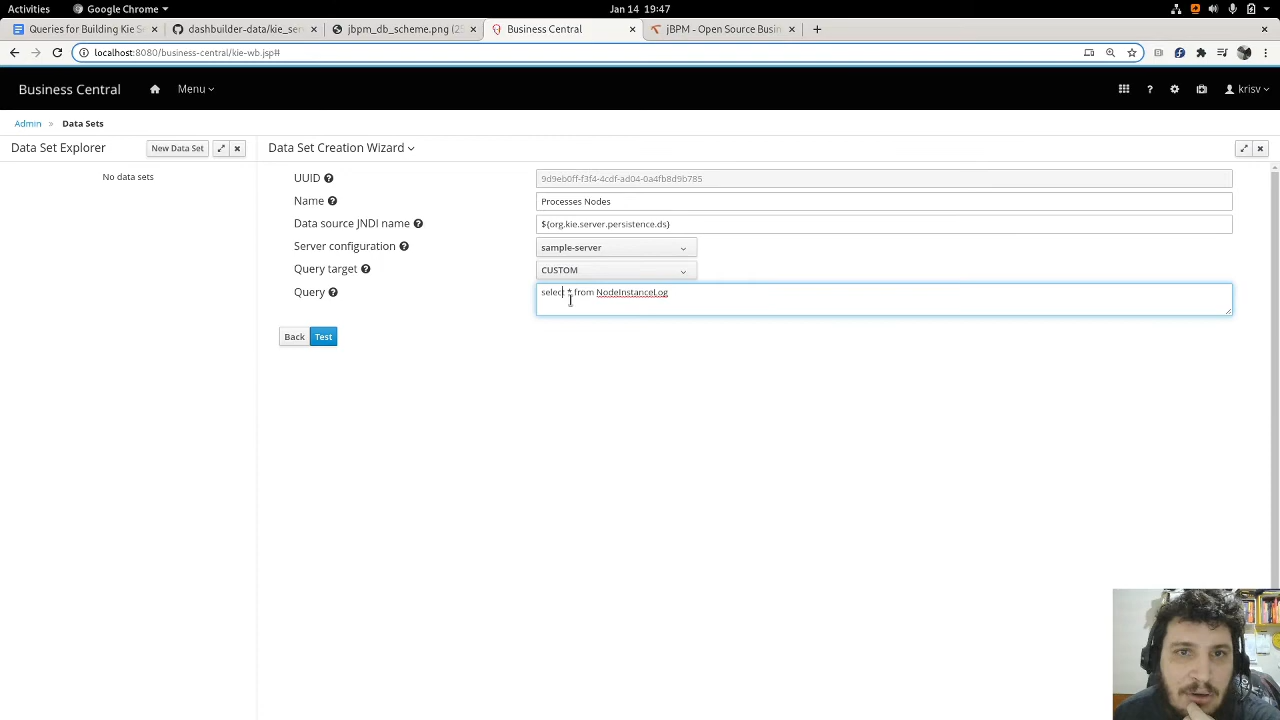 Activities
Google Chrome
Jan 14 19:47
Queries for Building Kie S
dashbuilder-data/kie_ser
jbpm_db_scheme.png (2
Business Central
jBPM - Open Source Busin
localhost:8080/business-central/kie-wb.jsp#
Business Central
Menu
krisv
Admin » Data Sets
Data Set Explorer
New Data Set
Data Set Creation Wizard
No data sets
UUID
9d9eb0ff-f3f4-4cdf-ad04-0a4fb8d9b785
Name
Processes Nodes
Data source JNDI name
${org.kie.server.persistence.ds}
Server configuration
sample-server
Query target
CUSTOM
Query
select * from NodeInstanceLog
Back
Test